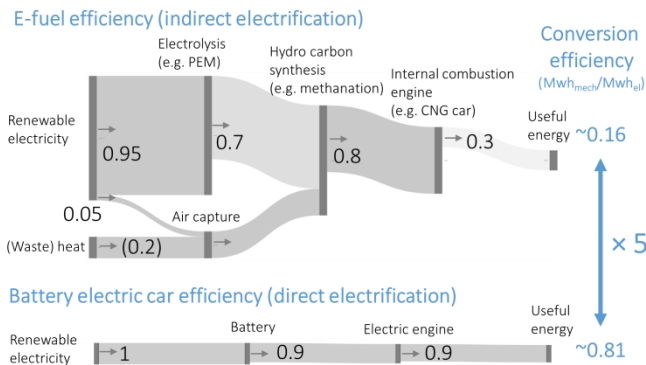 E-fuel efficiency (indirect electrification)
Electrolysis
(e.g. PEM)
Hydro carbon
synthesis
(e.g. methanation)
Internal combustion
engine
(e.g. CNG car)
Conversion
efficiency
(Mwhmech/Mwhel)
Renewable
electricity
0.95
0.7
0.8
0.3
Useful
energy
~0.16
0.05
Air capture
(Waste) heat
(0.2)
× 5
Battery electric car efficiency (direct electrification)
Renewable
electricity
1
Battery
0.9
Electric engine
0.9
Useful
energy
~0.81